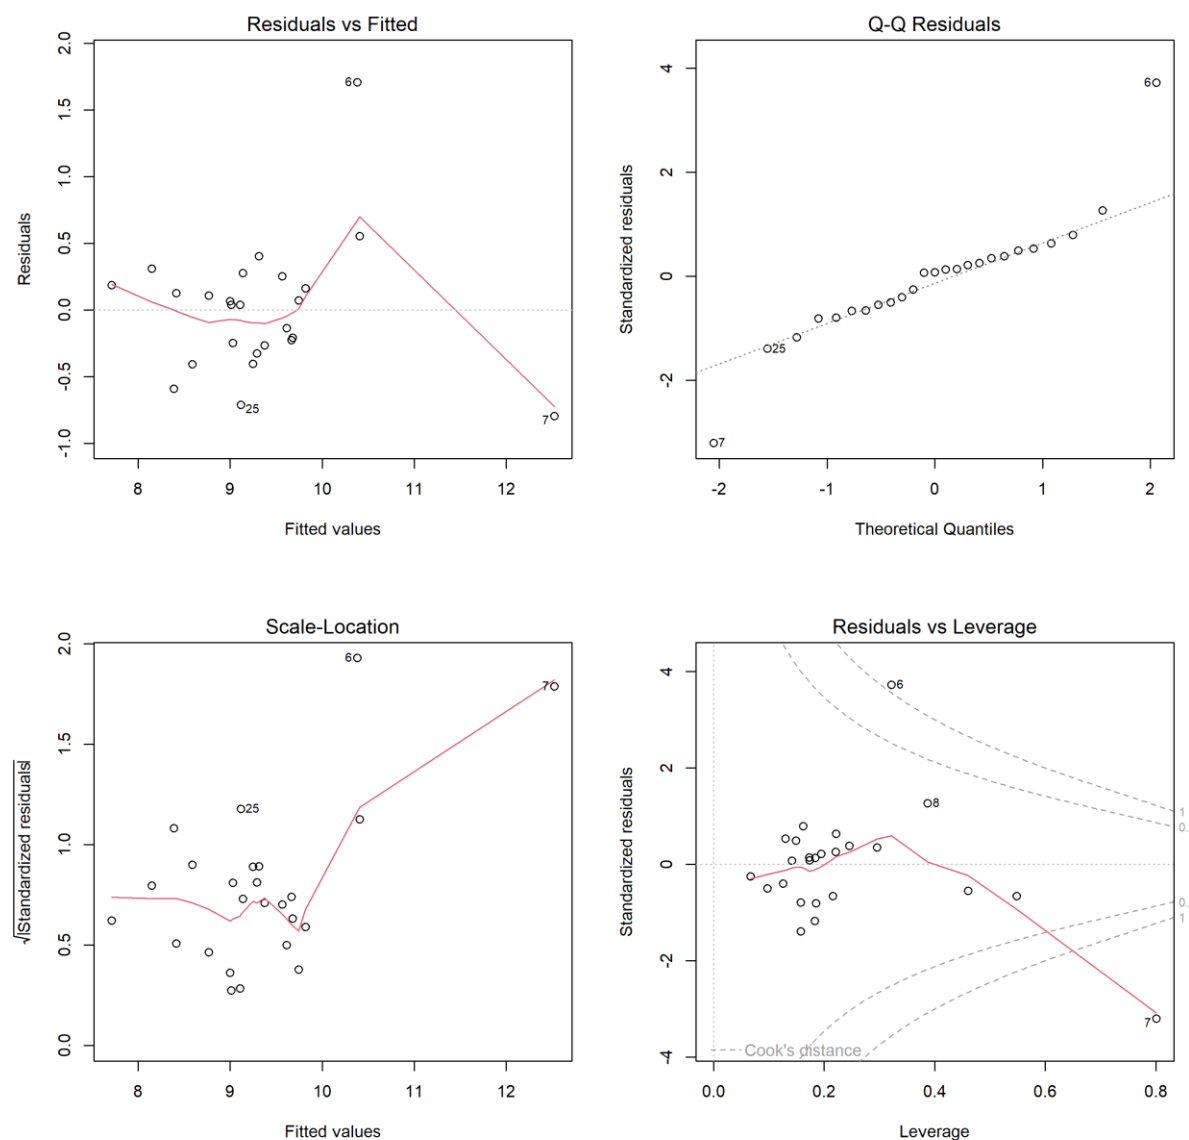 Residuals vs Fitted
Residuals
2.0
1.5
1.0
0.5
0.0
-0.5
-1.0
6
25
7
8 9 10 11 12
Fitted values
Q-Q Residuals
Standardized residuals
4
2
0
-2
6
25
7
-2 -1 0 1 2
Theoretical Quantiles
Scale-Location
√|Standardized residuals|
2.0
1.5
1.0
0.5
0.0
6
7
25
8 9 10 11 12
Fitted values
Residuals vs Leverage
Standardized residuals
4
2
0
-2
-4
6
8
7
1
0.
0.
1
Cook's distance
0.0 0.2 0.4 0.6 0.8
Leverage